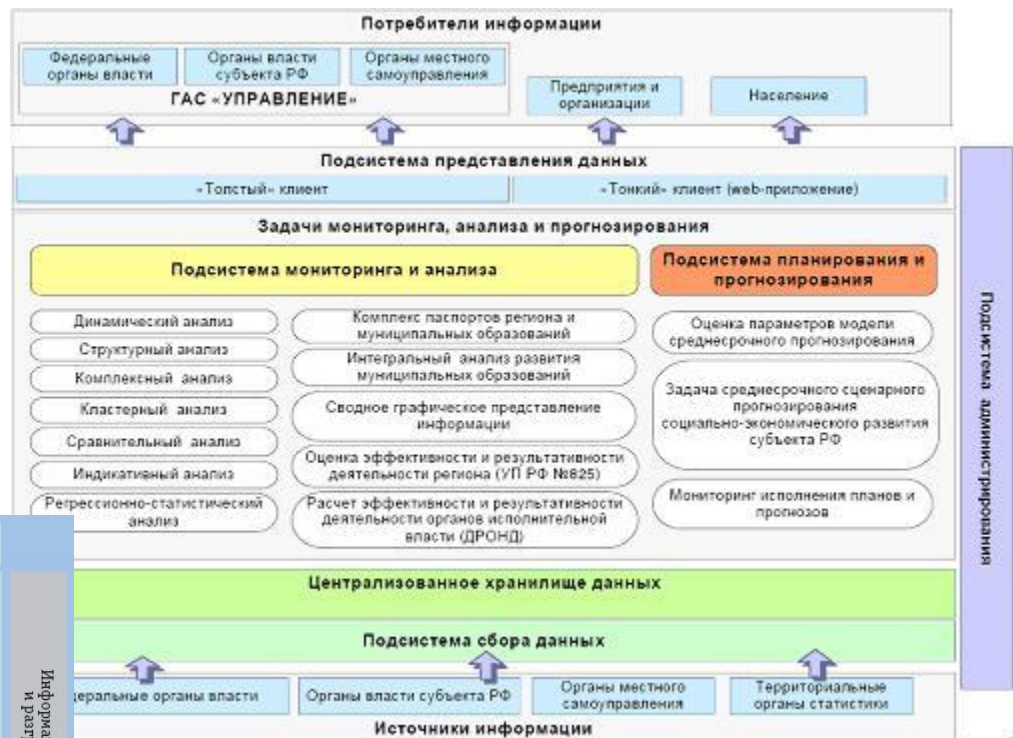 Потребители информации
Федеральные
органы власти
Органы власти
субъекта РФ
Органы местного
самоуправления
ГАС «УПРАВЛЕНИЕ»
Предприятия и
организации
Население
Подсистема представления данных
«Толстый» клиент
«Тонкий» клиент (web-приложение)
Задачи мониторинга, анализа и прогнозирования
Подсистема мониторинга и анализа
Динамический анализ
Структурный анализ
Комплексный анализ
Кластерный анализ
Сравнительный анализ
Индикативный анализ
Регрессионно-статистический
анализ
Комплекс паспортов региона и
муниципальных образований
Интегральный анализ развития
муниципальных образований
Сводное графическое представление
информации
Оценка эффективности и результативности
деятельности региона (УП РФ №825)
Расчет эффективности и результативности
деятельности органов исполнительной
власти (ДРОНД)
Подсистема планирования и
прогнозирования
Оценка параметров модели
среднесрочного прогнозирования
Задача среднесрочного сценарного
прогнозирования
социально-экономического развития
субъекта РФ
Мониторинг исполнения планов и
прогнозов
Подсистема администрирования
Централизованное хранилище данных
Подсистема сбора данных
деральные органы власти
Органы власти субъекта РФ
Органы местного
самоуправления
Территориальные
органы статистики
Источники информации
Информа
и разг